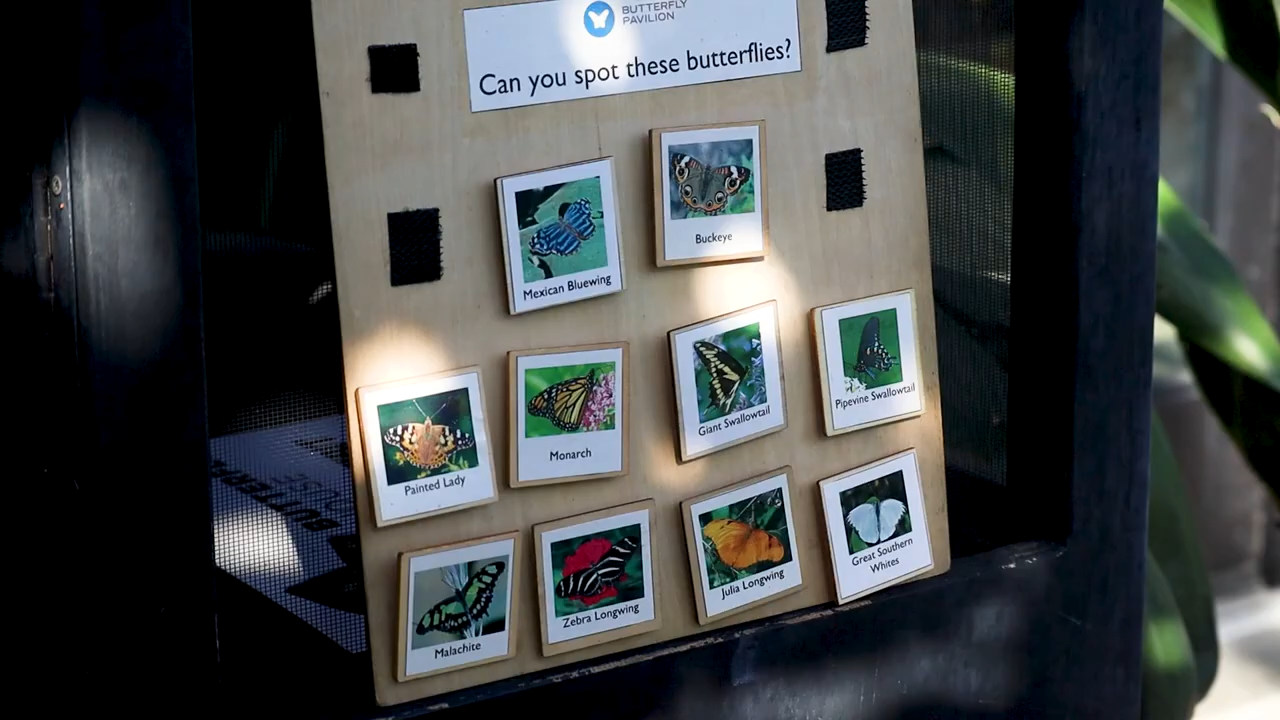 BUTTERFLY
PAVILION
Can you spot these butterflies?
Mexican Bluewing
Buckeye
Painted Lady
Monarch
Giant Swallowtail
Pipevine Swallowtail
Malachite
Zebra Longwing
Julia Longwing
Great Southern
Whites